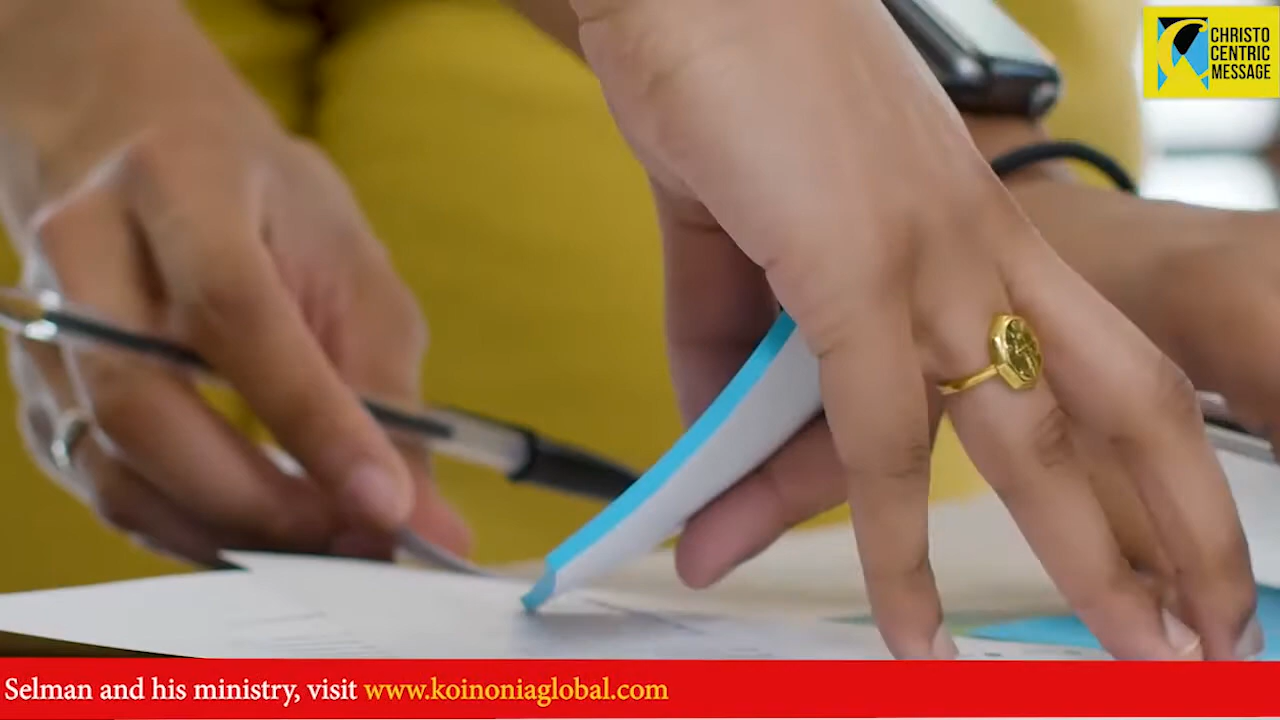 CHRISTO
CENTRIC
MESSAGE
Selman and his ministry, visit www.koinoniaglobal.com